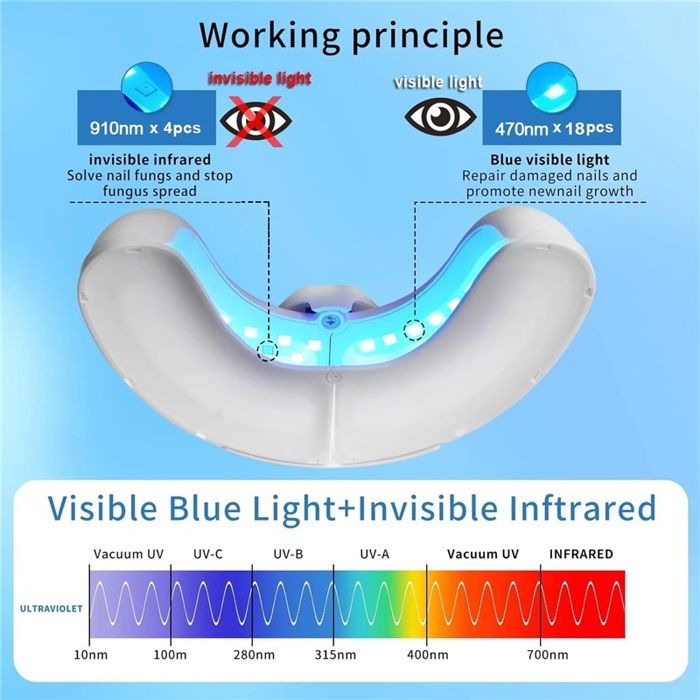 Working principle
invisible light
visible light
910nm x 4pcs
470nm x 18pcs
invisible infrared
Solve nail fungs and stop
fungus spread
Blue visible light
Repair damaged nails and
promote newnail growth
Visible Blue Light+Invisible Inftrared
Vacuum UV UV-C UV-B UV-A Vacuum UV INFRARED
ULTRAVIOLET
10nm 100m 280nm 315nm 400nm 700nm